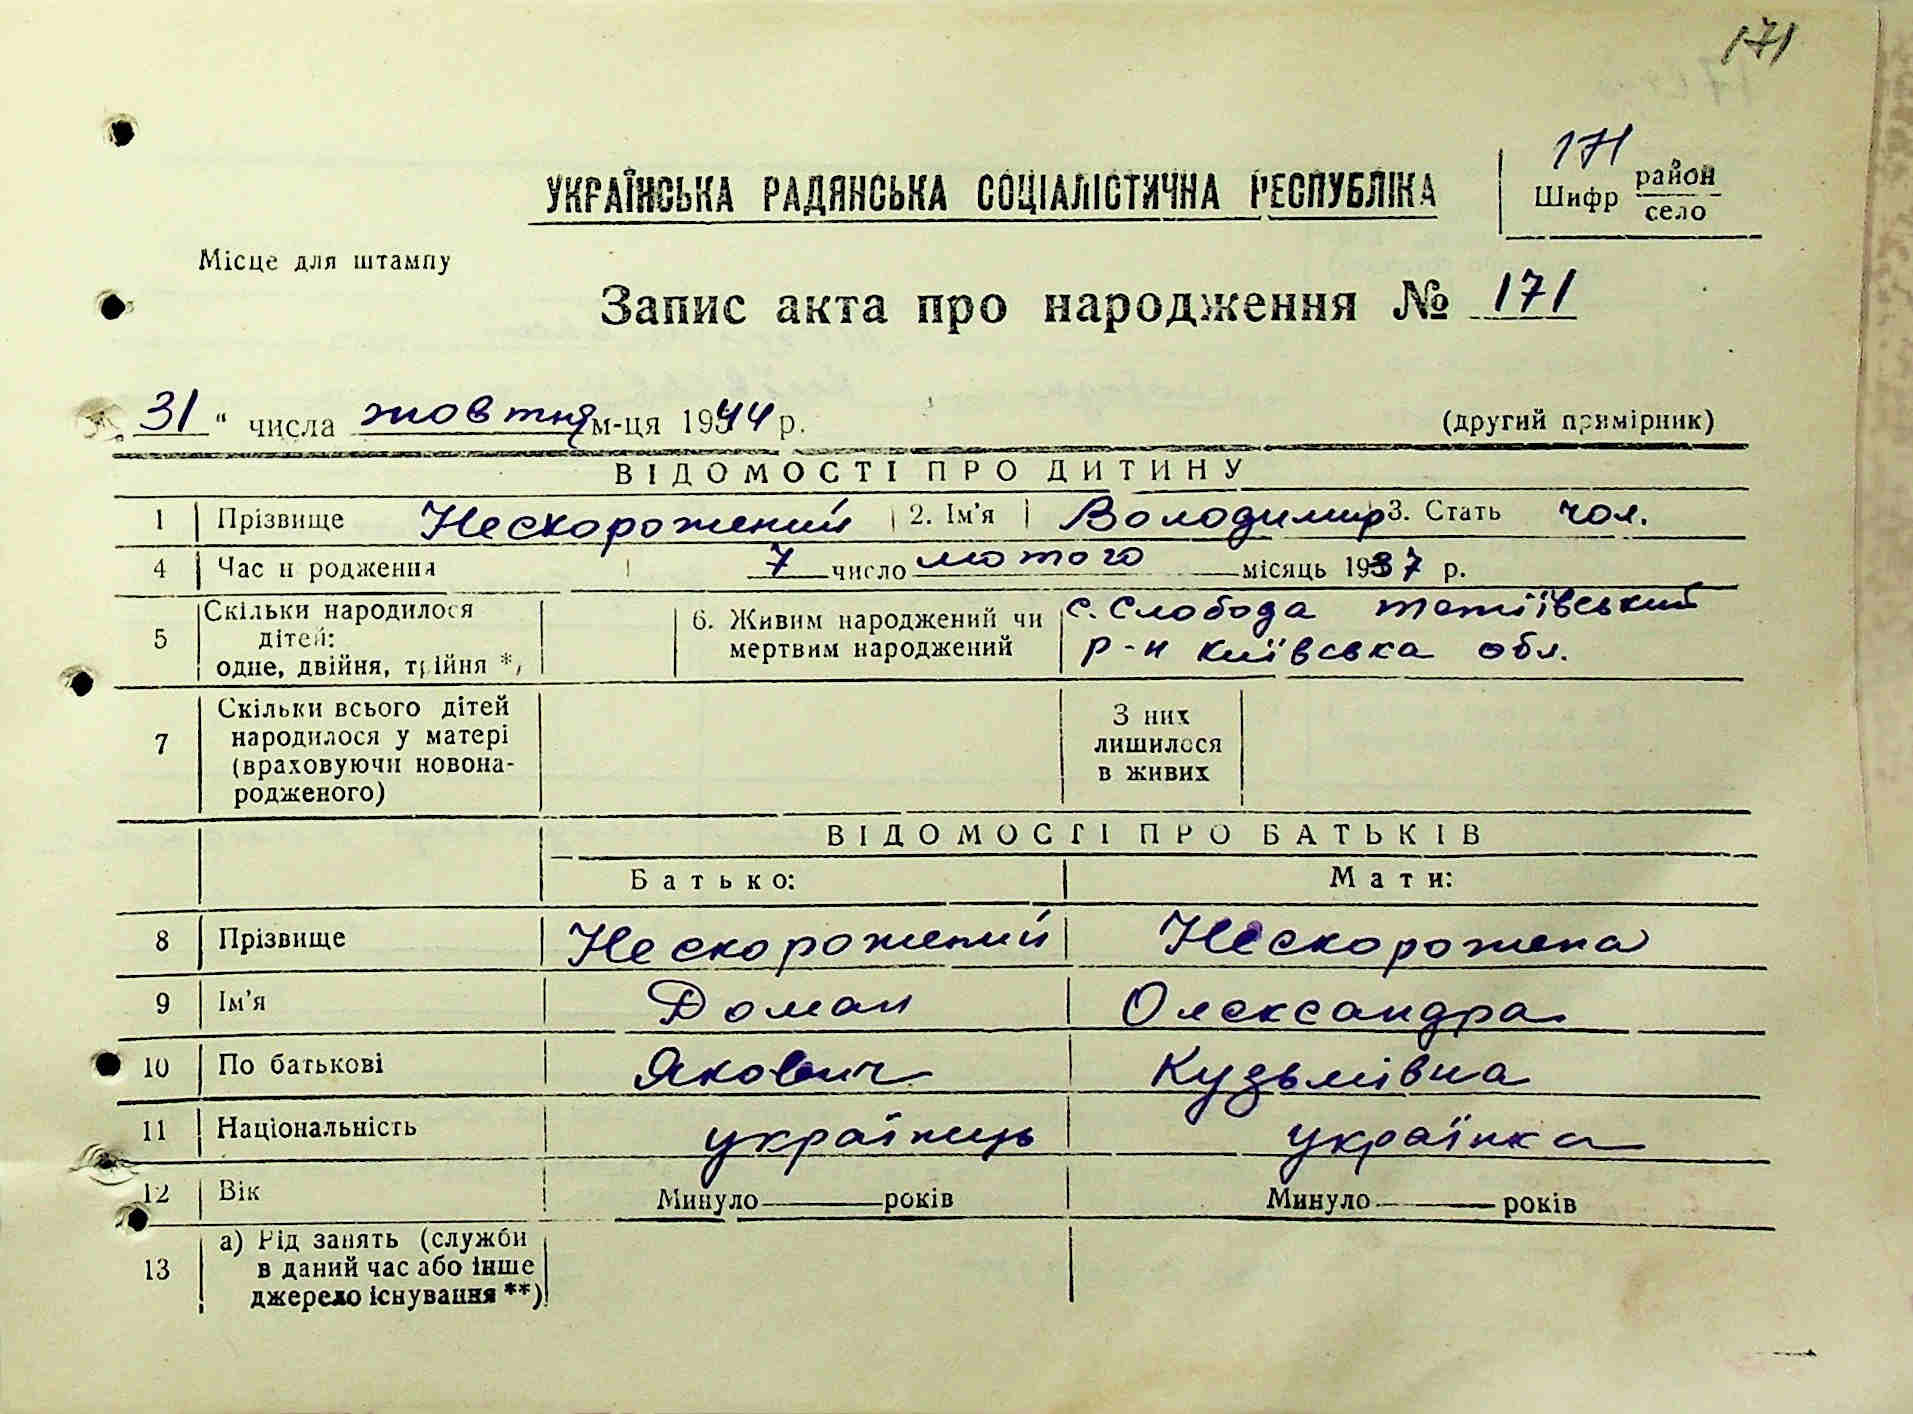 171
171
УКРАЇНСЬКА РАДЯНСЬКА СОЦІАЛІСТИЧНА РЕСПУБЛІКА
Шифр район
село
Місце для штампу
Запис акта про народження № 171
„31“ числа жовтня м-ця 1944 р.
(другий примірник)
ВІДОМОСТІ ПРО ДИТИНУ
1 Прізвище Нескорожений 2. Ім'я Володимир 3. Стать чол.
4 Час народження 7 число лютого місяць 1937 р.
5 Скільки народилося дітей: одне, двійня, трійня *)
6. Живим народжений чи мертвим народжений
с. Слобода тетіївський
р-н київська обл.
7 Скільки всього дітей народилося у матері (враховуючи новонародженого)
З них лишилося в живих
ВІДОМОСТІ ПРО БАТЬКІВ
Батько: Мати:
8 Прізвище Нескорожений Нескорожена
9 Ім'я Доман Олександра
10 По батькові Якович Кузьмівна
11 Національність українець українка
12 Вік Минуло ____ років Минуло ____ років
13 а) Рід занять (служби в даний час або інше джерело існування **)